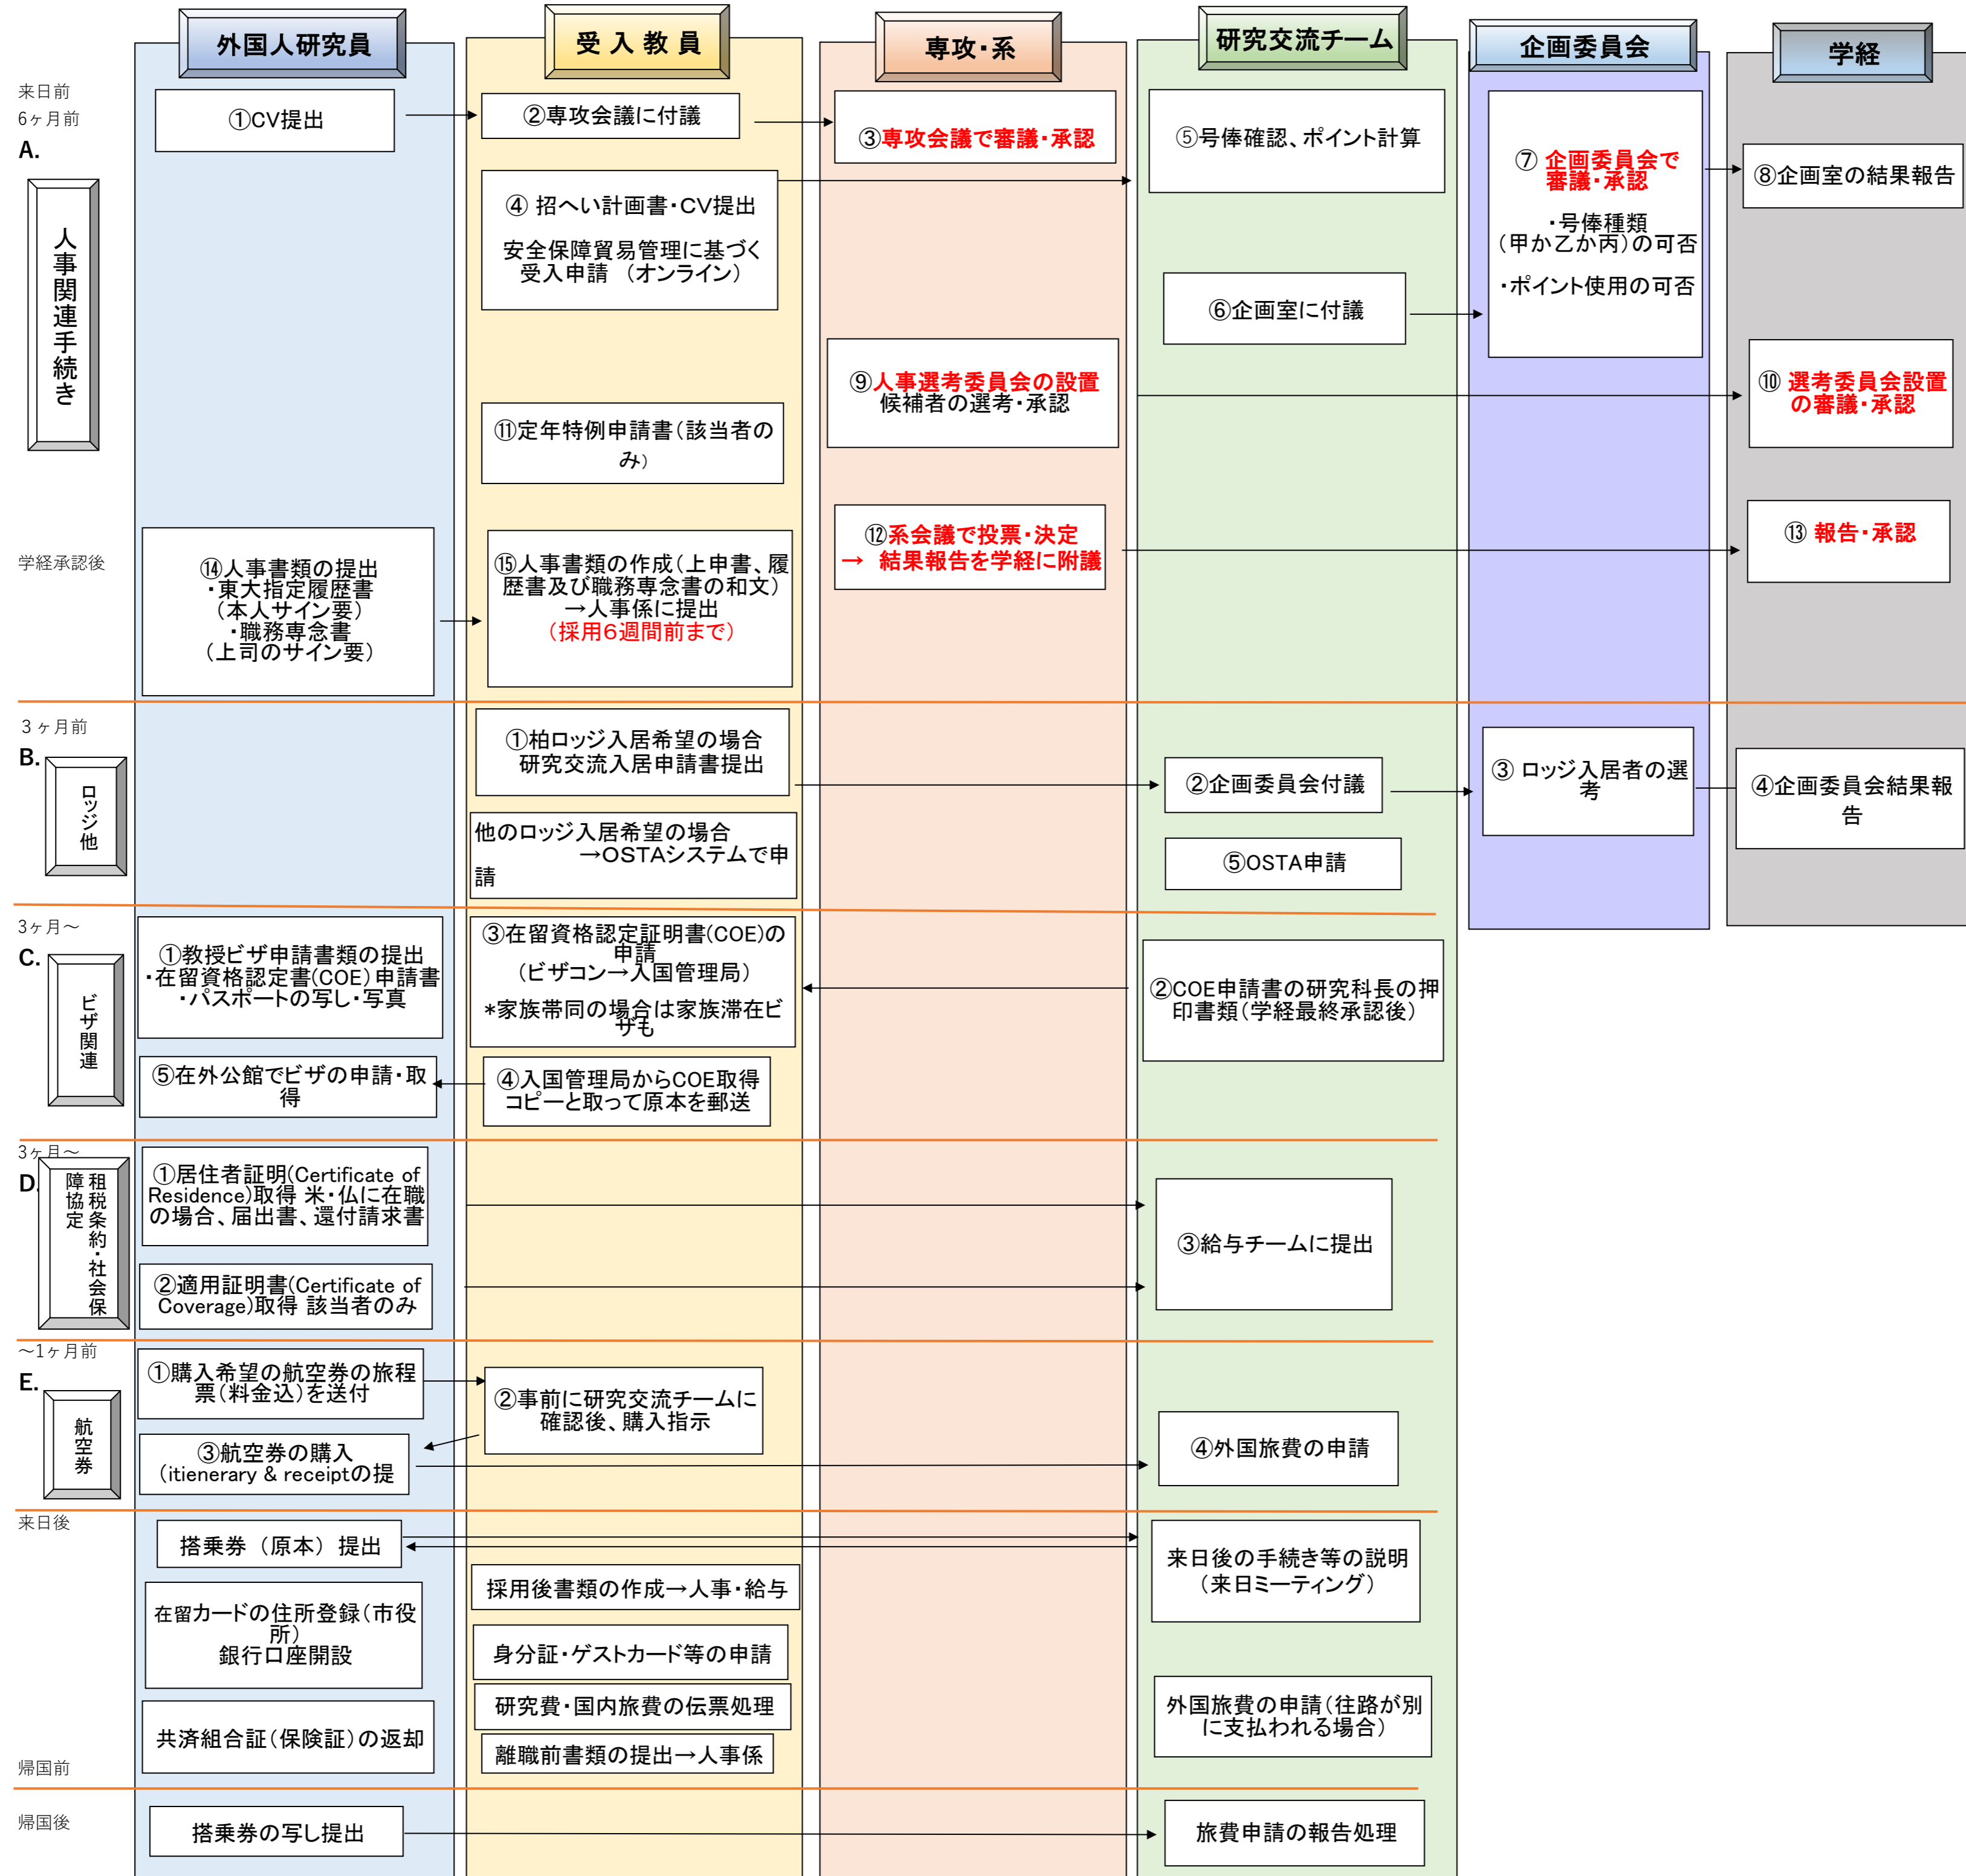 外国人研究員
受 入 教 員
専攻・系
研究交流チーム
企画委員会
学経
来日前
6ヶ月前
A.
人事関連手続き
①CV提出
②専攻会議に付議
③専攻会議で審議・承認
④ 招へい計画書・CV提出
安全保障貿易管理に基づく
受入申請 （オンライン）
⑤号俸確認、ポイント計算
⑥企画室に付議
⑦ 企画委員会で
審議・承認
・号俸種類
（甲か乙か丙）の可否
・ポイント使用の可否
⑧企画室の結果報告
⑨人事選考委員会の設置
候補者の選考・承認
⑩ 選考委員会設置
の審議・承認
⑪定年特例申請書（該当者の
み）
⑫系会議で投票・決定
→ 結果報告を学経に附議
⑬ 報告・承認
学経承認後
⑭人事書類の提出
・東大指定履歴書
（本人サイン要）
・職務専念書
（上司のサイン要）
⑮人事書類の作成（上申書、履
歴書及び職務専念書の和文）
→人事係に提出
（採用６週間前まで）
３ヶ月前
B.
ロッジ他
①柏ロッジ入居希望の場合
研究交流入居申請書提出
②企画委員会付議
③ ロッジ入居者の選
考
④企画委員会結果報
告
他のロッジ入居希望の場合
→OSTAシステムで申
請
⑤OSTA申請
3ヶ月～
C.
ビザ関連
①教授ビザ申請書類の提出
・在留資格認定書(COE)申請書
・パスポートの写し・写真
③在留資格認定証明書(COE)の
申請
（ビザコン→入国管理局）
*家族帯同の場合は家族滞在ビ
ザも
②COE申請書の研究科長の押
印書類（学経最終承認後）
⑤在外公館でビザの申請・取
得
④入国管理局からCOE取得
コピーと取って原本を郵送
3ヶ月～
D.
租税条約・社会保
障協定
①居住者証明(Certificate of
Residence)取得 米・仏に在職
の場合、届出書、還付請求書
②適用証明書(Certificate of
Coverage)取得 該当者のみ
③給与チームに提出
～1ヶ月前
E.
航空券
①購入希望の航空券の旅程
票（料金込）を送付
②事前に研究交流チームに
確認後、購入指示
③航空券の購入
（itienerary & receiptの提
④外国旅費の申請
来日後
搭乗券（原本）提出
来日後の手続き等の説明
（来日ミーティング）
採用後書類の作成→人事・給与
在留カードの住所登録（市役
所）
銀行口座開設
身分証・ゲストカード等の申請
研究費・国内旅費の伝票処理
外国旅費の申請（往路が別
に支払われる場合）
共済組合証（保険証）の返却
離職前書類の提出→人事係
帰国前
帰国後
搭乗券の写し提出
旅費申請の報告処理